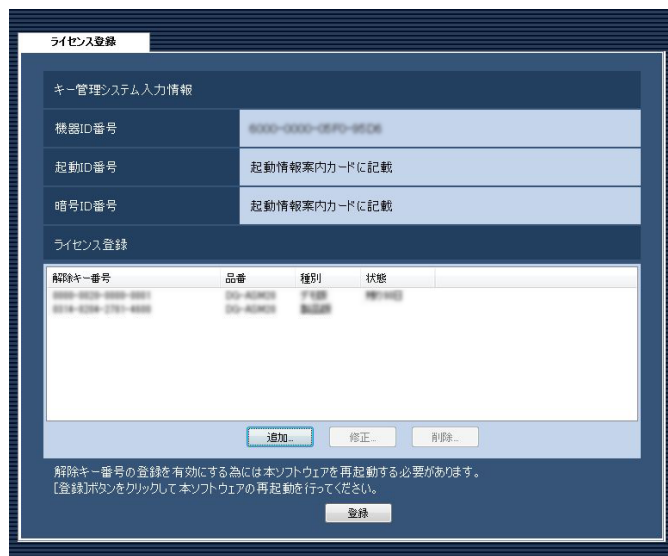 ライセンス登録
キー管理システム入力情報
機器ID番号
起動ID番号 起動情報案内カードに記載
暗号ID番号 起動情報案内カードに記載
ライセンス登録
解除キー番号 品番 種別 状態
追加... 修正... 削除...
解除キー番号の登録を有効にする為には本ソフトウェアを再起動する必要があります。
[登録]ボタンをクリックして本ソフトウェアの再起動を行ってください。
登録